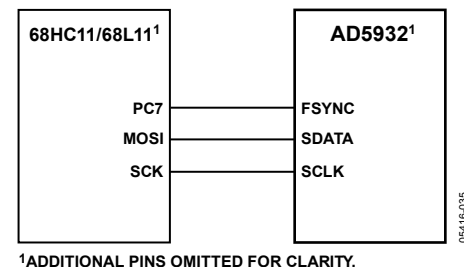 68HC11/68L11¹
AD5932¹
PC7
FSYNC
MOSI
SDATA
SCK
SCLK
05416-035
¹ADDITIONAL PINS OMITTED FOR CLARITY.